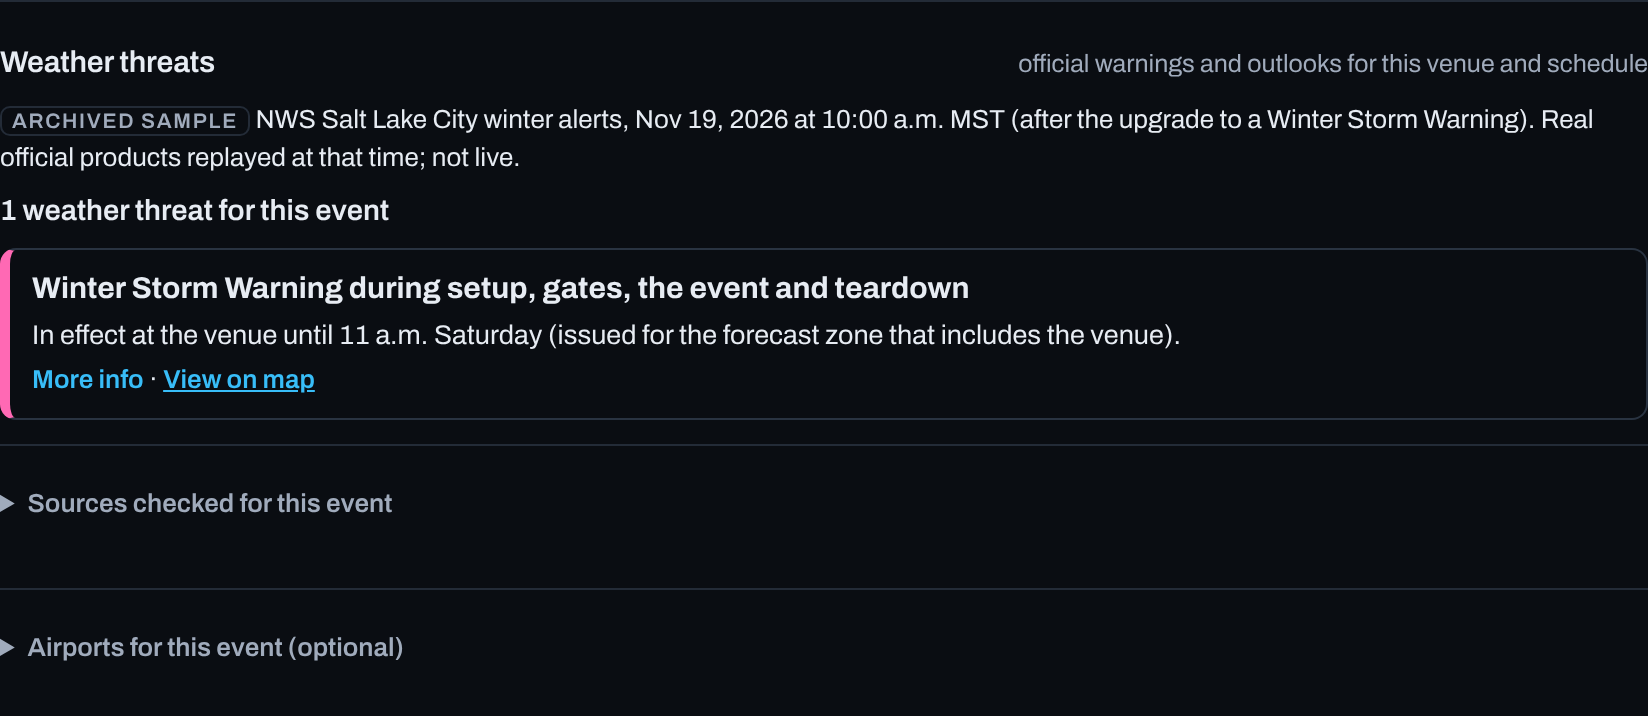 Weather threats
official warnings and outlooks for this venue and schedule
ARCHIVED SAMPLE NWS Salt Lake City winter alerts, Nov 19, 2026 at 10:00 a.m. MST (after the upgrade to a Winter Storm Warning). Real
official products replayed at that time; not live.
1 weather threat for this event
Winter Storm Warning during setup, gates, the event and teardown
In effect at the venue until 11 a.m. Saturday (issued for the forecast zone that includes the venue).
More info · View on map
Sources checked for this event
Airports for this event (optional)